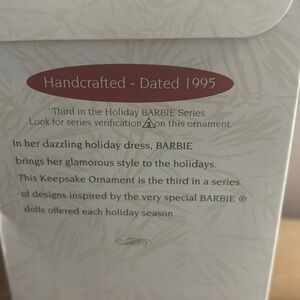 Handcrafted - Dated 1995
Third in the Holiday BARBIE Series.
Look for series verification 3 on this ornament.
In her dazzling holiday dress, BARBIE
brings her glamorous style to the holidays.
This Keepsake Ornament is the third in a series
of designs inspired by the very special BARBIE ®
dolls offered each holiday season